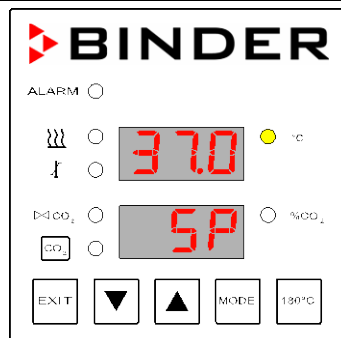 BINDER
ALARM
37.0 °C
CO₂ SP %CO₂
CO₂
EXIT MODE 180°C